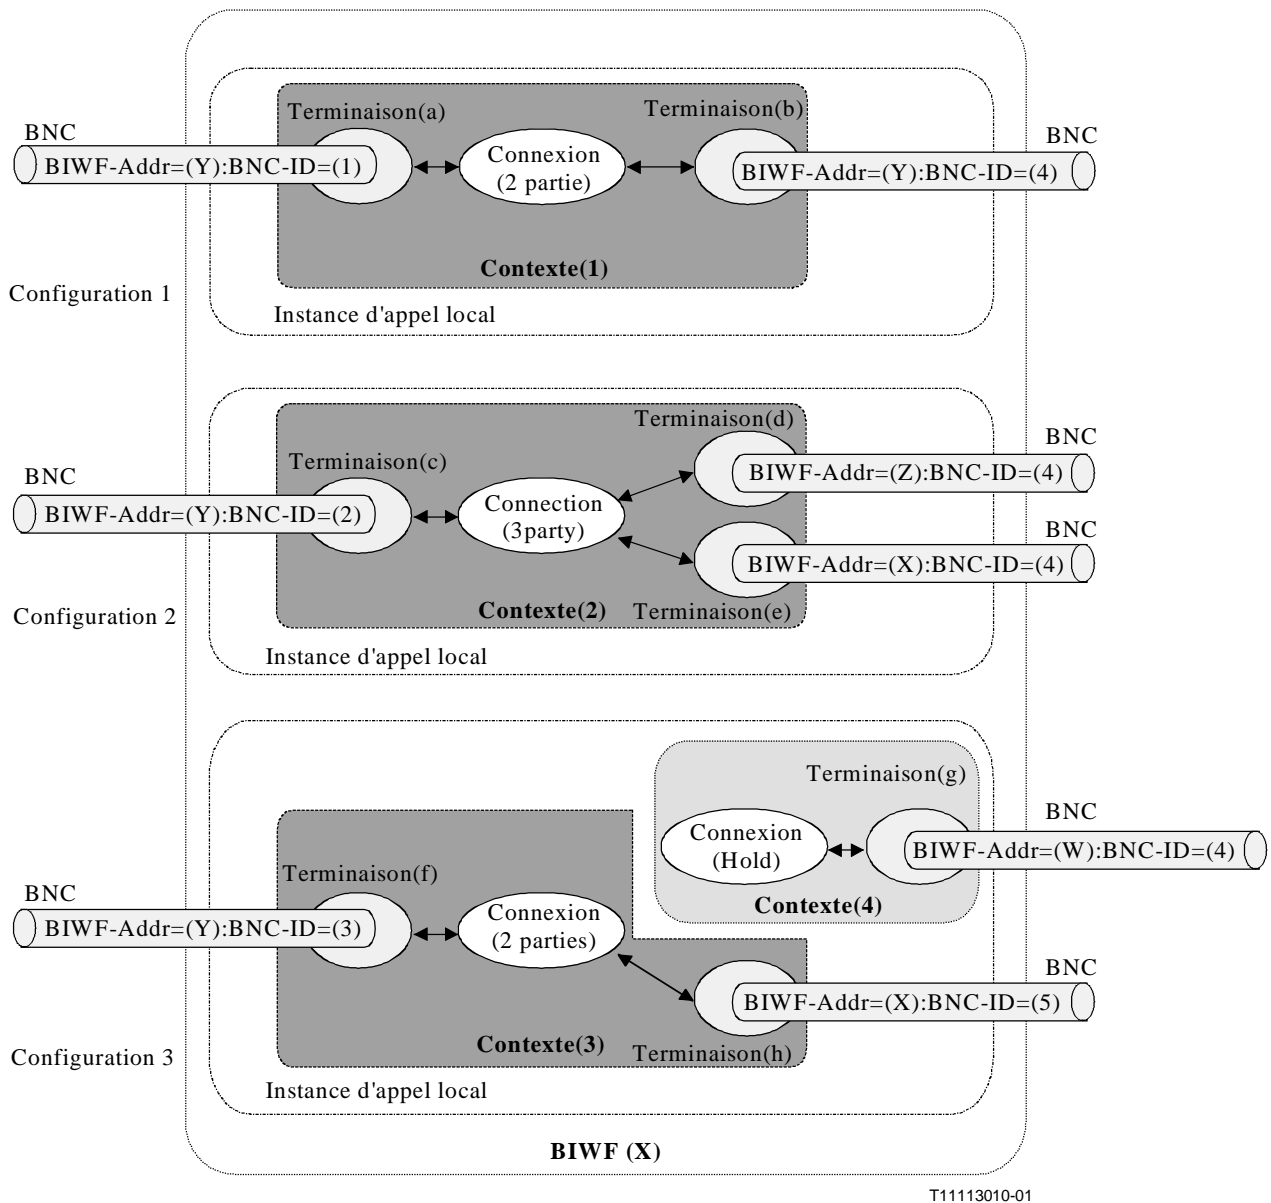 Terminaison(a)
Terminaison(b)
BNC
BNC
BIWF-Addr=(Y):BNC-ID=(1)
Connexion
(2 partie)
BIWF-Addr=(Y):BNC-ID=(4)
Contexte(1)
Configuration 1
Instance d'appel local
Terminaison(d)
BNC
Terminaison(c)
BNC
BIWF-Addr=(Z):BNC-ID=(4)
BIWF-Addr=(Y):BNC-ID=(2)
Connection
(3party)
BNC
BIWF-Addr=(X):BNC-ID=(4)
Contexte(2)
Terminaison(e)
Configuration 2
Instance d'appel local
Terminaison(g)
BNC
Connexion
(Hold)
BIWF-Addr=(W):BNC-ID=(4)
Terminaison(f)
BNC
Contexte(4)
BIWF-Addr=(Y):BNC-ID=(3)
Connexion
(2 parties)
BNC
BIWF-Addr=(X):BNC-ID=(5)
Contexte(3)
Terminaison(h)
Configuration 3
Instance d'appel local
BIWF (X)
T11113010-01